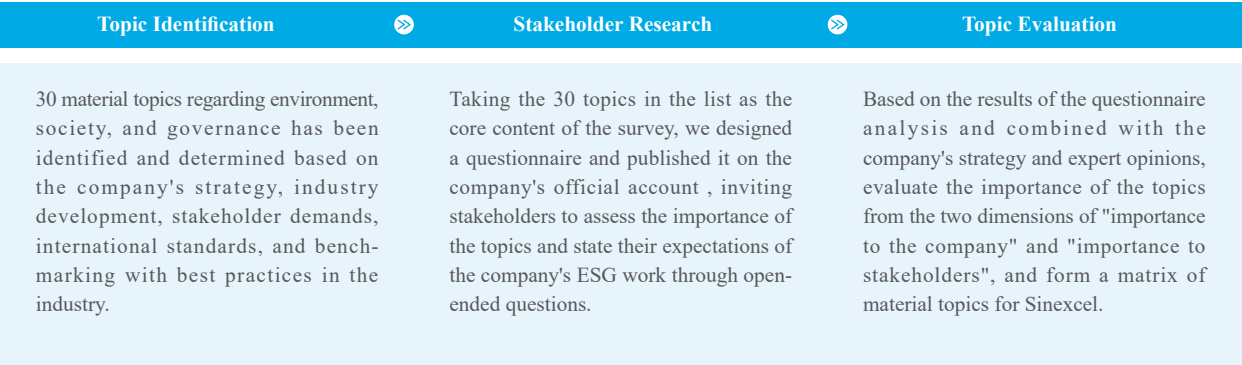 Topic Identification
Stakeholder Research
Topic Evaluation
30 material topics regarding environment,
society, and governance has been
identified and determined based on
the company's strategy, industry
development, stakeholder demands,
international standards, and bench-
marking with best practices in the
industry.
Taking the 30 topics in the list as the
core content of the survey, we designed
a questionnaire and published it on the
company's official account , inviting
stakeholders to assess the importance of
the topics and state their expectations of
the company's ESG work through open-
ended questions.
Based on the results of the questionnaire
analysis and combined with the
company's strategy and expert opinions,
evaluate the importance of the topics
from the two dimensions of "importance
to the company" and "importance to
stakeholders", and form a matrix of
material topics for Sinexcel.